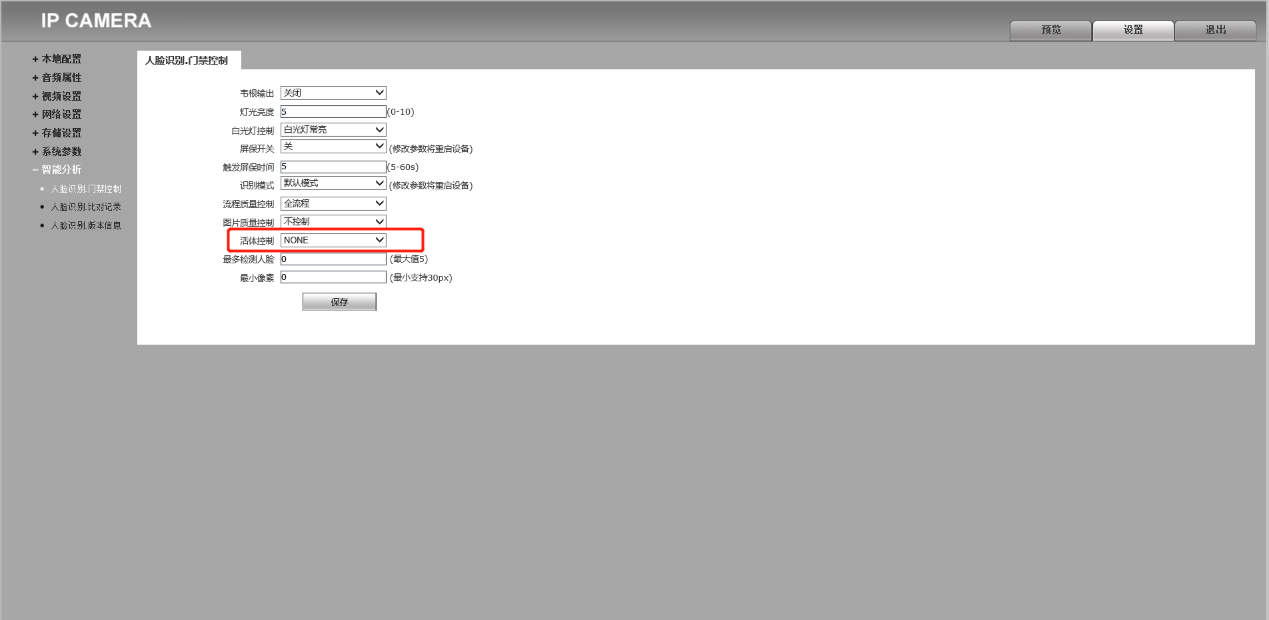 IP CAMERA
预览
设置
退出
+ 本地配置
+ 音频属性
+ 视频设置
+ 网络设置
+ 存储设置
+ 系统参数
− 智能分析
• 人脸识别.门禁控制
• 人脸识别.比对记录
• 人脸识别.版本信息
人脸识别.门禁控制
韦根输出 关闭
灯光亮度 5 (0-10)
白光灯控制 白光灯常亮
屏保开关 关 (修改参数将重启设备)
触发屏保时间 5 (5-60s)
识别模式 默认模式 (修改参数将重启设备)
流程质量控制 全流程
图片质量控制 不控制
活体控制 NONE
最多检测人脸 0 (最大值5)
最小像素 0 (最小支持30px)
保存